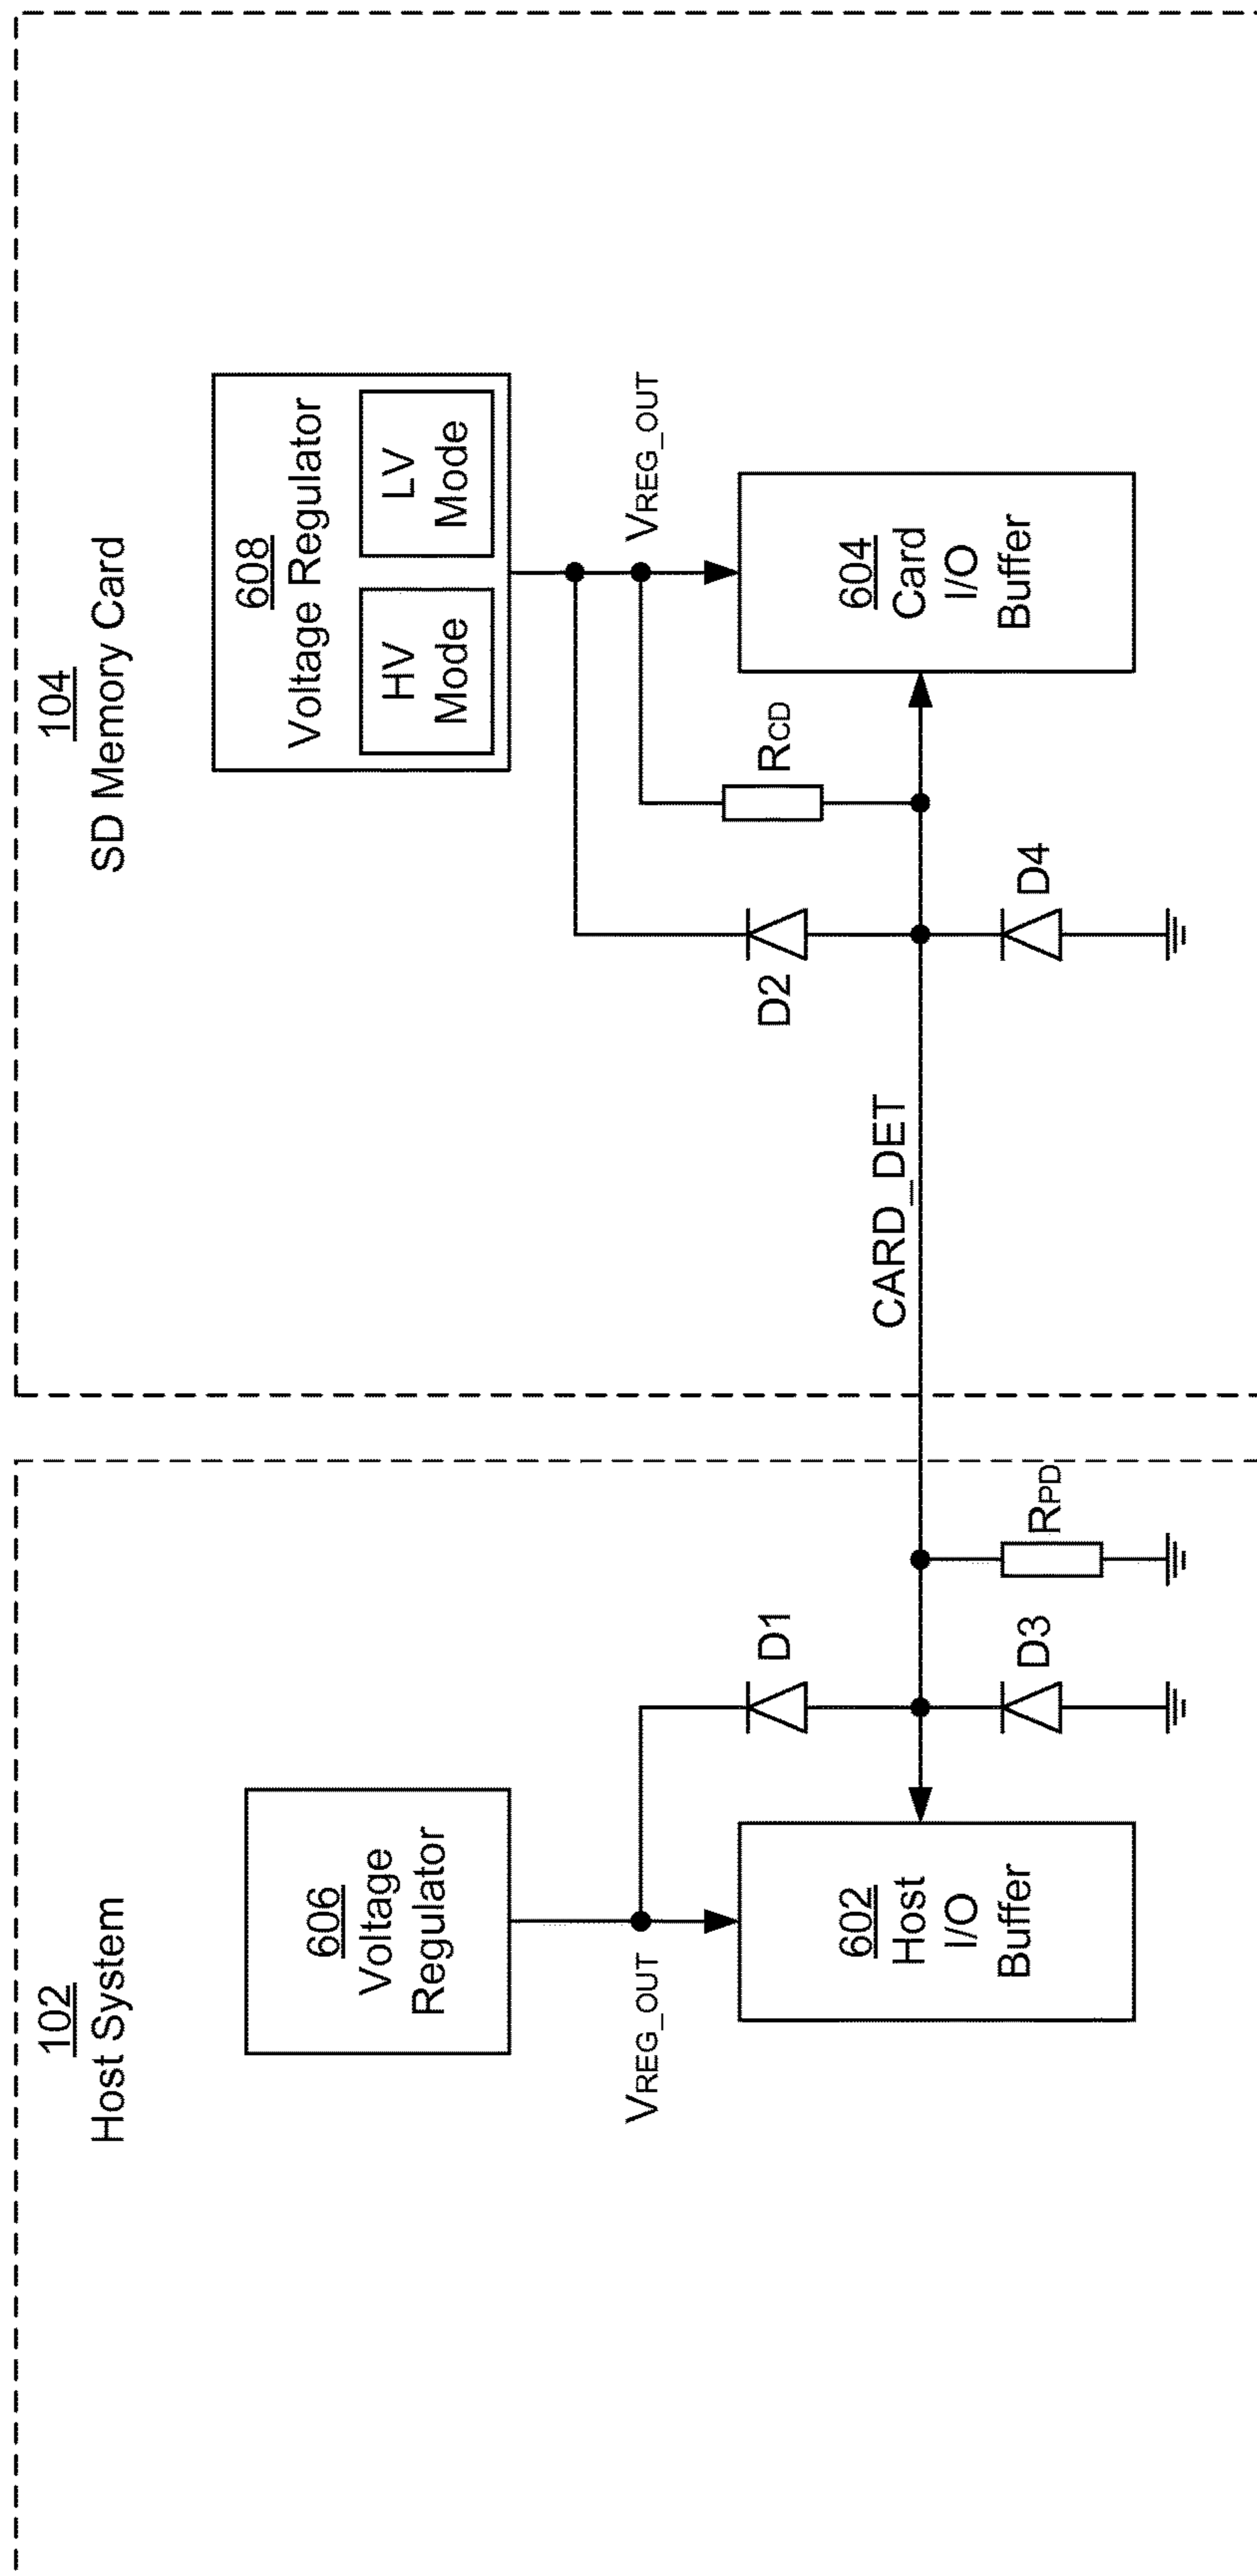 102
Host System
606
Voltage
Regulator
VREG_OUT
602
Host
I/O
Buffer
D1
D3
RPD
CARD_DET
104
SD Memory Card
608
Voltage Regulator
HV
Mode
LV
Mode
VREG_OUT
D2
D4
RCD
604
Card
I/O
Buffer